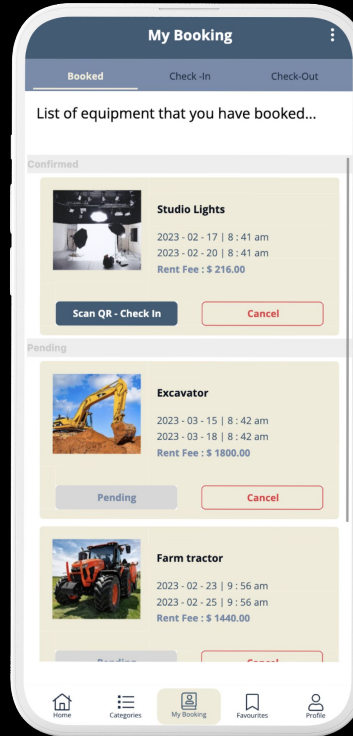 My Booking
Booked Check -In Check-Out
List of equipment that you have booked...
Confirmed
Studio Lights
2023 - 02 - 17 | 8 : 41 am
2023 - 02 - 20 | 8 : 41 am
Rent Fee : $ 216.00
Scan QR - Check In Cancel
Pending
Excavator
2023 - 03 - 15 | 8 : 42 am
2023 - 03 - 18 | 8 : 42 am
Rent Fee : $ 1800.00
Pending Cancel
Farm tractor
2023 - 02 - 23 | 9 : 56 am
2023 - 02 - 25 | 9 : 56 am
Rent Fee : $ 1440.00
Pending Cancel
Home Categories My Booking Favourites Profile